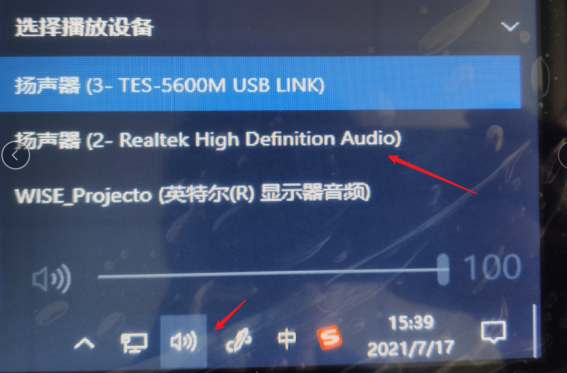 选择播放设备
扬声器 (3- TES-5600M USB LINK)
扬声器 (2- Realtek High Definition Audio)
WISE_Projecto (英特尔(R) 显示器音频)
100
中
S
15:39
2021/7/17